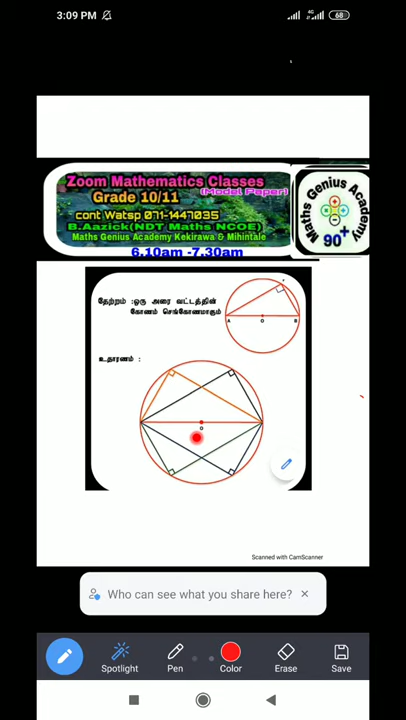 3:09 PM
4G
68
Zoom Mathematics Classes
(Model Paper)
Grade 10/11
cont Watsp 071-1447035
B.Aazick(NDT Maths NCOE)
Maths Genius Academy Kekirawa & Mihintale
6.10am -7.30am
Maths Genius Academy
90+
தேற்றம் :ஒரு அரை வட்டத்தின்
கோணம் செங்கோணமாகும்
A
O
B
உதாரணம் :
O
Scanned with CamScanner
Who can see what you share here?
Spotlight
Pen
Color
Erase
Save